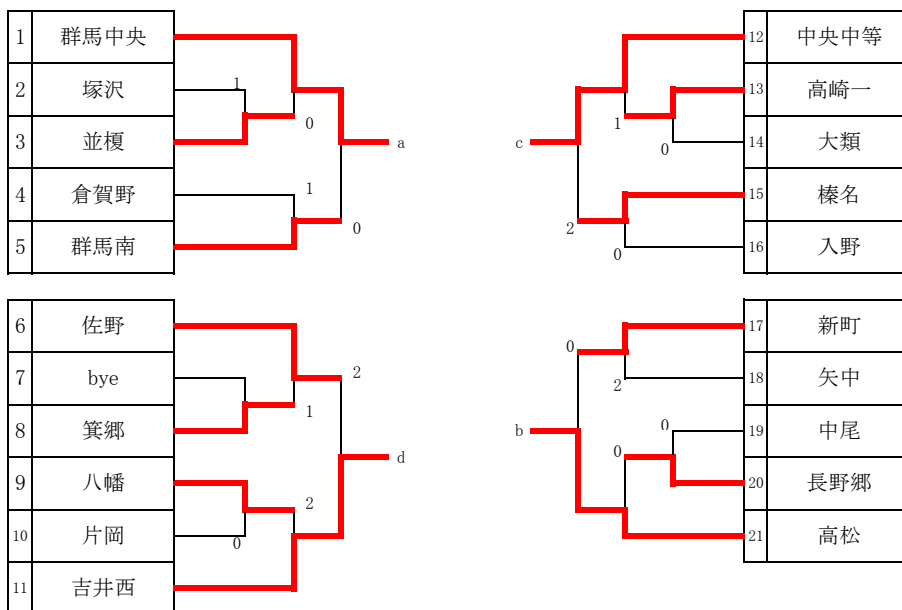 1 群馬中央
2 塚沢
3 並榎
4 倉賀野
5 群馬南
1
0
1
0
a
6 佐野
7 bye
8 箕郷
9 八幡
10 片岡
11 吉井西
2
1
2
0
d
12 中央中等
13 高崎一
14 大類
15 榛名
16 入野
c
1
0
2
0
17 新町
18 矢中
19 中尾
20 長野郷
21 高松
0
2
0
0
b